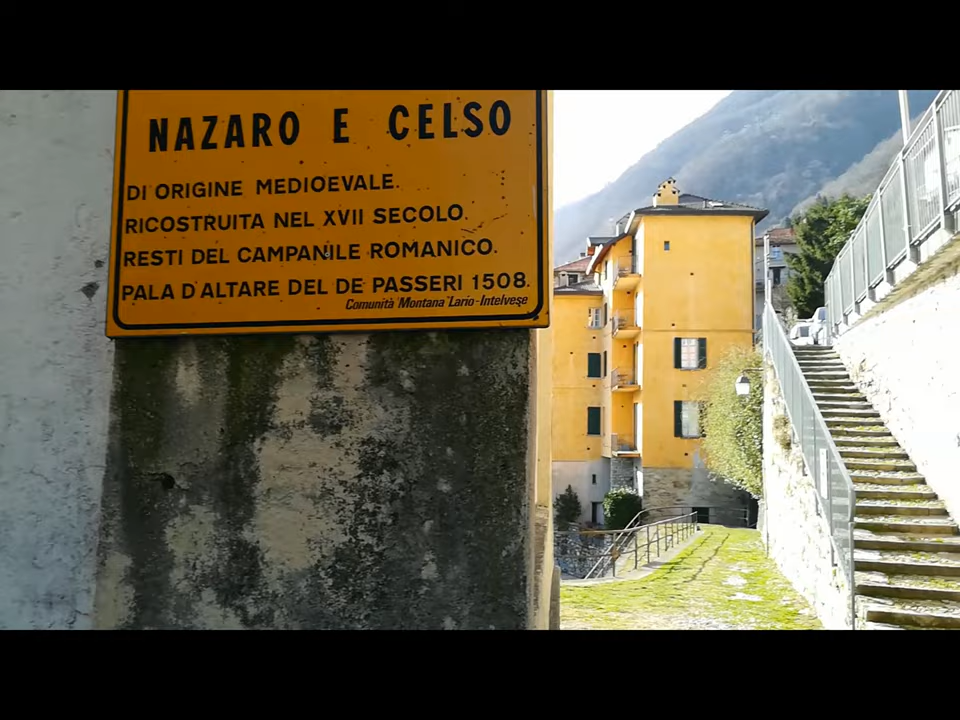 NAZARO E CELSO
DI ORIGINE MEDIOEVALE.
RICOSTRUITA NEL XVII SECOLO.
RESTI DEL CAMPANILE ROMANICO.
PALA D'ALTARE DEL DE PASSERI 1508.
Comunità Montana Lario-Intelvese